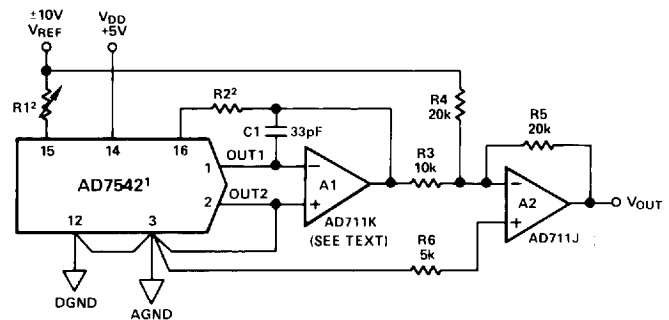 ±10V
VREF
VDD
+5V
R1²
R2²
C1
33pF
R4
20k
R5
20k
15
14
16
1
OUT1
2
OUT2
AD7542¹
12
3
−
+
A1
AD711K
(SEE TEXT)
R3
10k
−
+
A2
AD711J
VOUT
R6
5k
DGND
AGND